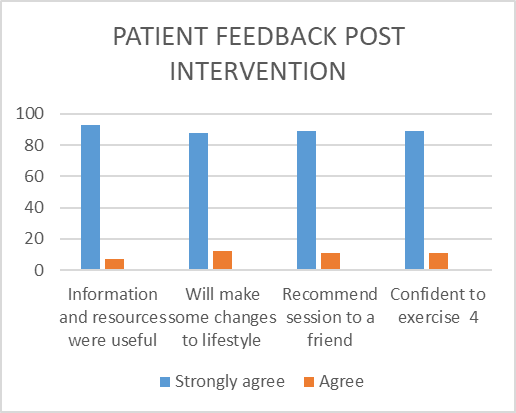 PATIENT FEEDBACK POST
INTERVENTION
100
80
60
40
20
0
Information
and resources
were useful
Will make
some changes
to lifestyle
Recommend
session to a
friend
Confident to
exercise 4
Strongly agree
Agree